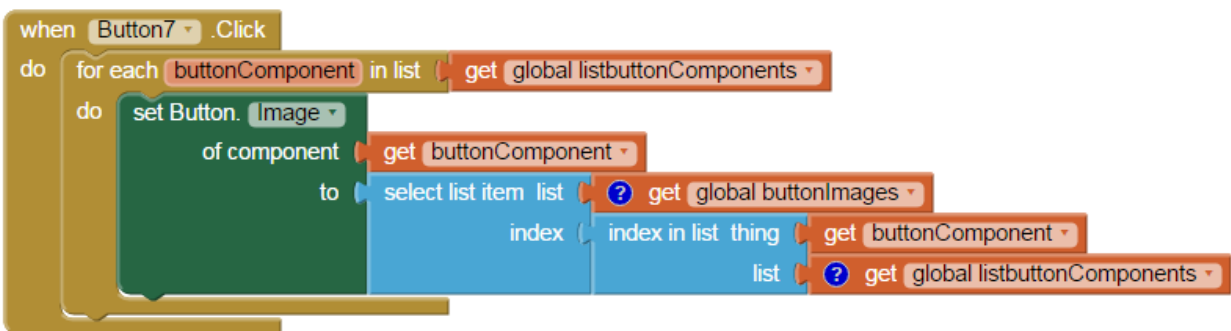 when Button7 .Click
do for each buttonComponent in list get global listbuttonComponents
do set Button. Image
of component get buttonComponent
to select list item list ? get global buttonImages
index index in list thing get buttonComponent
list ? get global listbuttonComponents